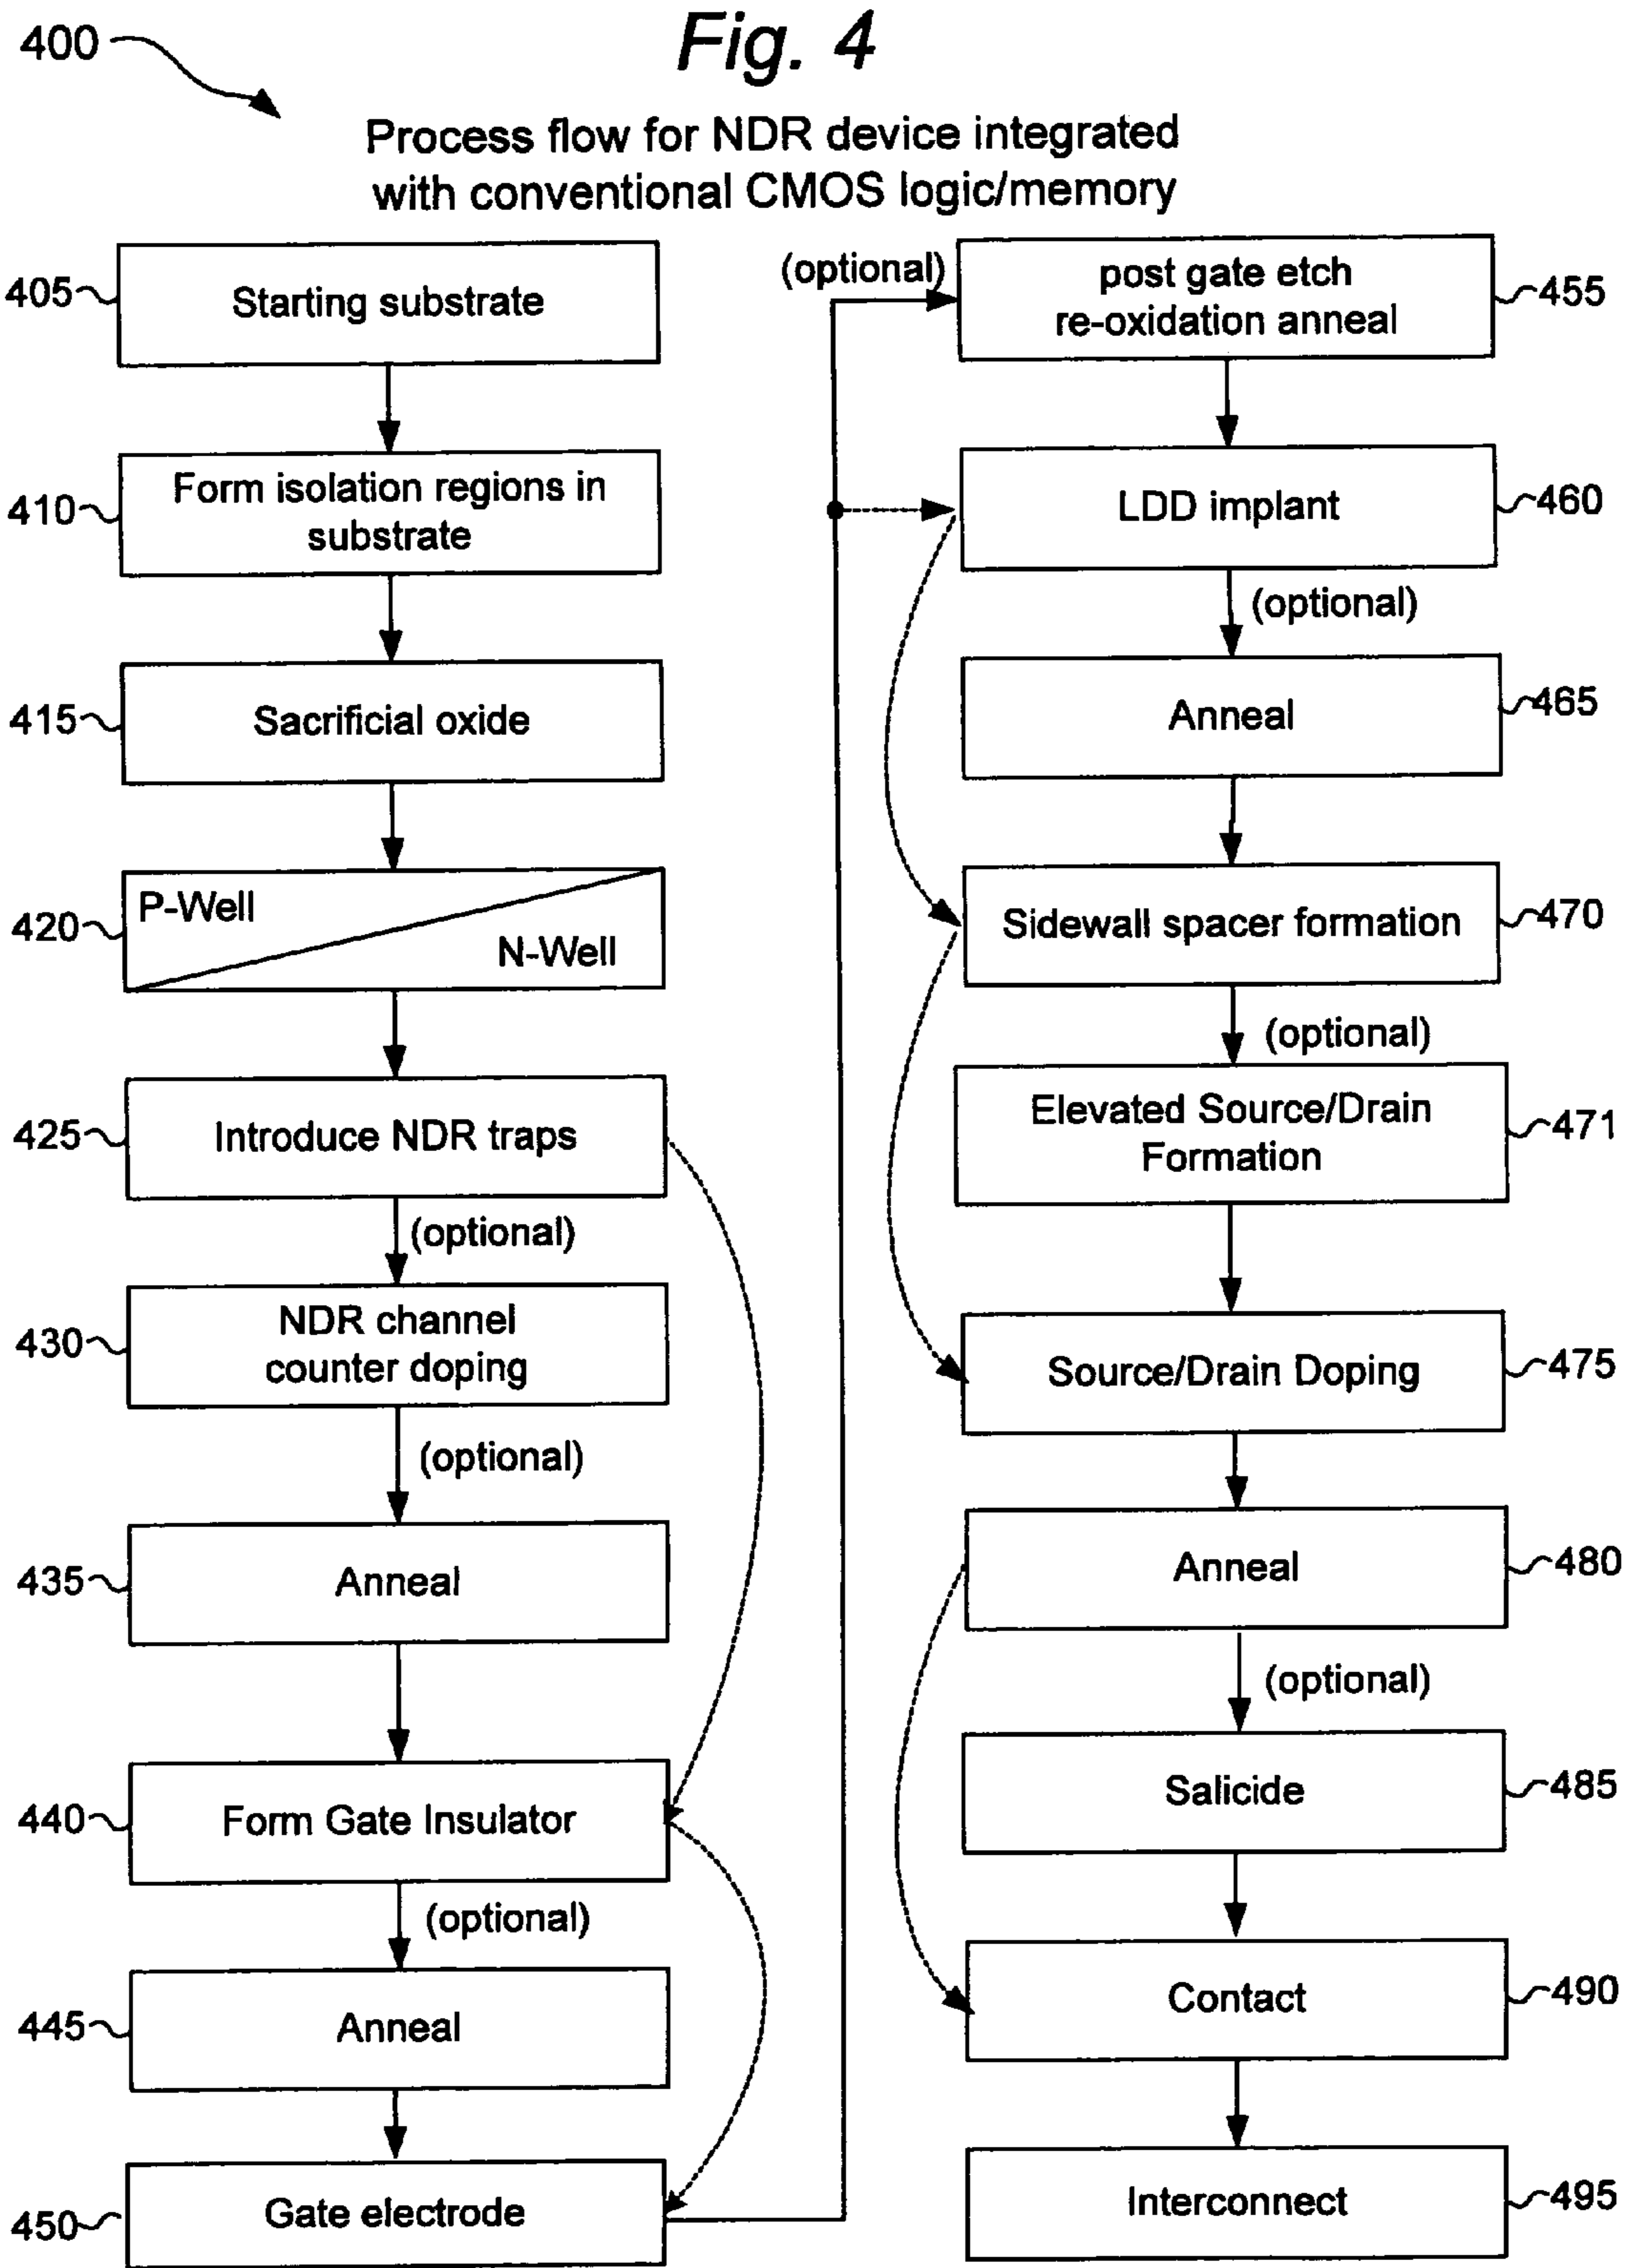 400
Fig. 4
Process flow for NDR device integrated
with conventional CMOS logic/memory
405
Starting substrate
410
Form isolation regions in
substrate
415
Sacrificial oxide
420
P-Well
N-Well
425
Introduce NDR traps
(optional)
430
NDR channel
counter doping
(optional)
435
Anneal
440
Form Gate Insulator
(optional)
445
Anneal
450
Gate electrode
(optional)
post gate etch
re-oxidation anneal
455
LDD implant
460
(optional)
Anneal
465
Sidewall spacer formation
470
(optional)
Elevated Source/Drain
Formation
471
Source/Drain Doping
475
Anneal
480
(optional)
Salicide
485
Contact
490
Interconnect
495